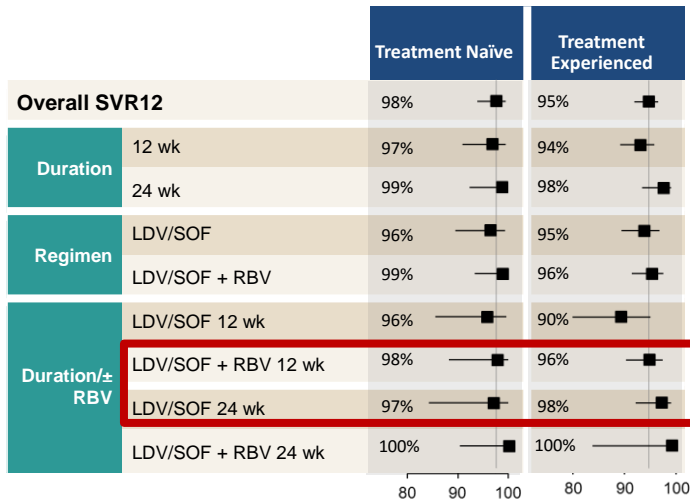 Treatment Naïve
Treatment
Experienced
Overall SVR12 98% 95%
Duration
12 wk 97% 94%
24 wk 99% 98%
Regimen
LDV/SOF 96% 95%
LDV/SOF + RBV 99% 96%
Duration/±
RBV
LDV/SOF 12 wk 96% 90%
LDV/SOF + RBV 12 wk 98% 96%
LDV/SOF 24 wk 97% 98%
LDV/SOF + RBV 24 wk 100% 100%
80 90 100 80 90 100